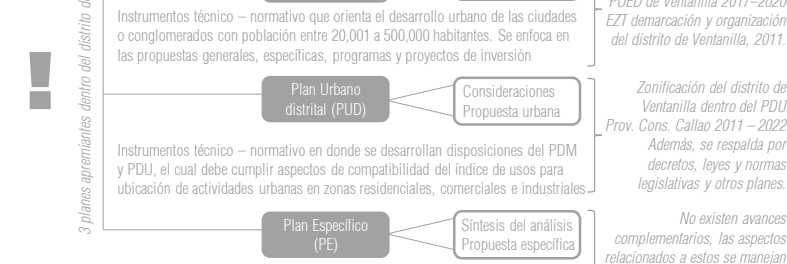 PUED de Ventanilla 2017–2020
Instrumentos técnico – normativo que orienta el desarrollo urbano de las ciudades
o conglomerados con población entre 20,001 a 500,000 habitantes. Se enfoca en
las propuestas generales, específicas, programas y proyectos de inversión
EZT demarcación y organización
del distrito de Ventanilla, 2011.
!
3 planes apremiantes dentro del distrito de
Plan Urbano
distrital (PUD)
Consideraciones
Propuesta urbana
Zonificación del distrito de
Ventanilla dentro del PDU
Prov. Cons. Callao 2011 – 2022
Además, se respalda por
decretos, leyes y normas
legislativas y otros planes.
Instrumentos técnico – normativo en donde se desarrollan disposiciones del PDM
y PDU, el cual debe cumplir aspectos de compatibilidad del índice de usos para
ubicación de actividades urbanas en zonas residenciales, comerciales e industriales
Plan Específico
(PE)
Síntesis del análisis
Propuesta específica
No existen avances
complementarios, las aspectos
relacionados a estos se manejan